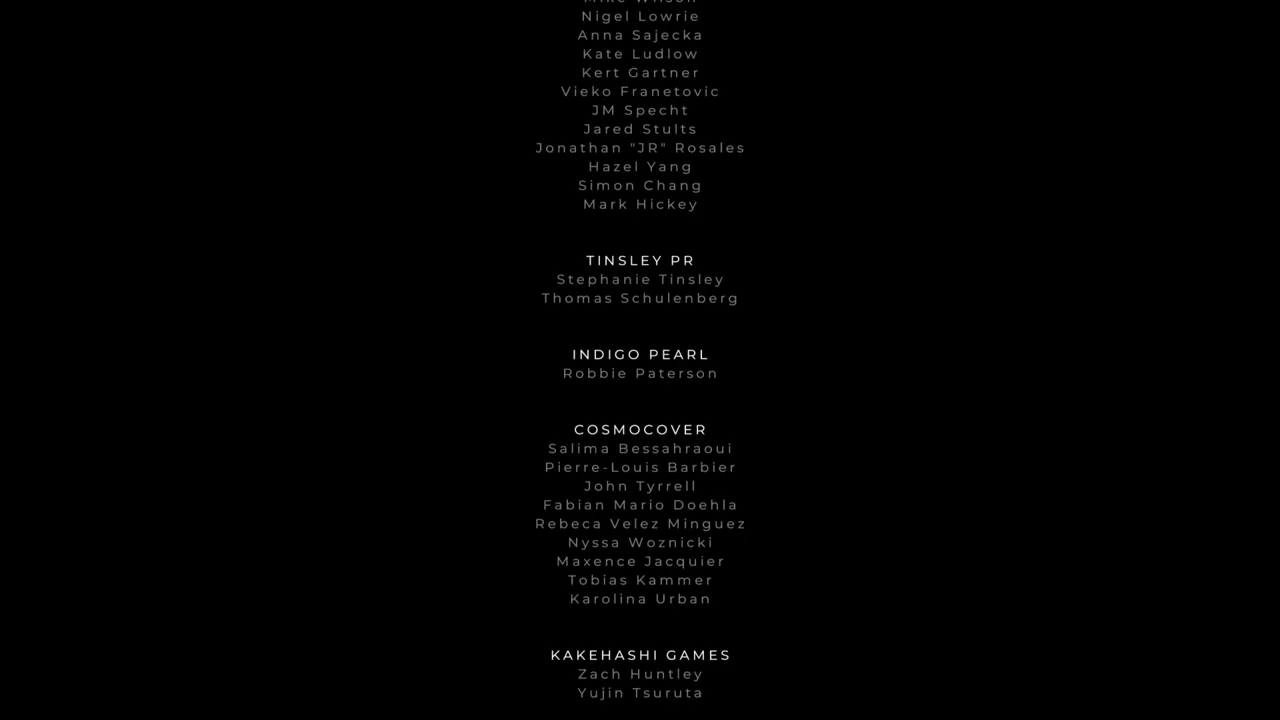 Mike Wilson
Nigel Lowrie
Anna Sajecka
Kate Ludlow
Kert Gartner
Vieko Franetovic
JM Specht
Jared Stults
Jonathan "JR" Rosales
Hazel Yang
Simon Chang
Mark Hickey
TINSLEY PR
Stephanie Tinsley
Thomas Schulenberg
INDIGO PEARL
Robbie Paterson
COSMOCOVER
Salima Bessahraoui
Pierre-Louis Barbier
John Tyrrell
Fabian Mario Doehla
Rebeca Velez Minguez
Nyssa Woznicki
Maxence Jacquier
Tobias Kammer
Karolina Urban
KAKEHASHI GAMES
Zach Huntley
Yujin Tsuruta